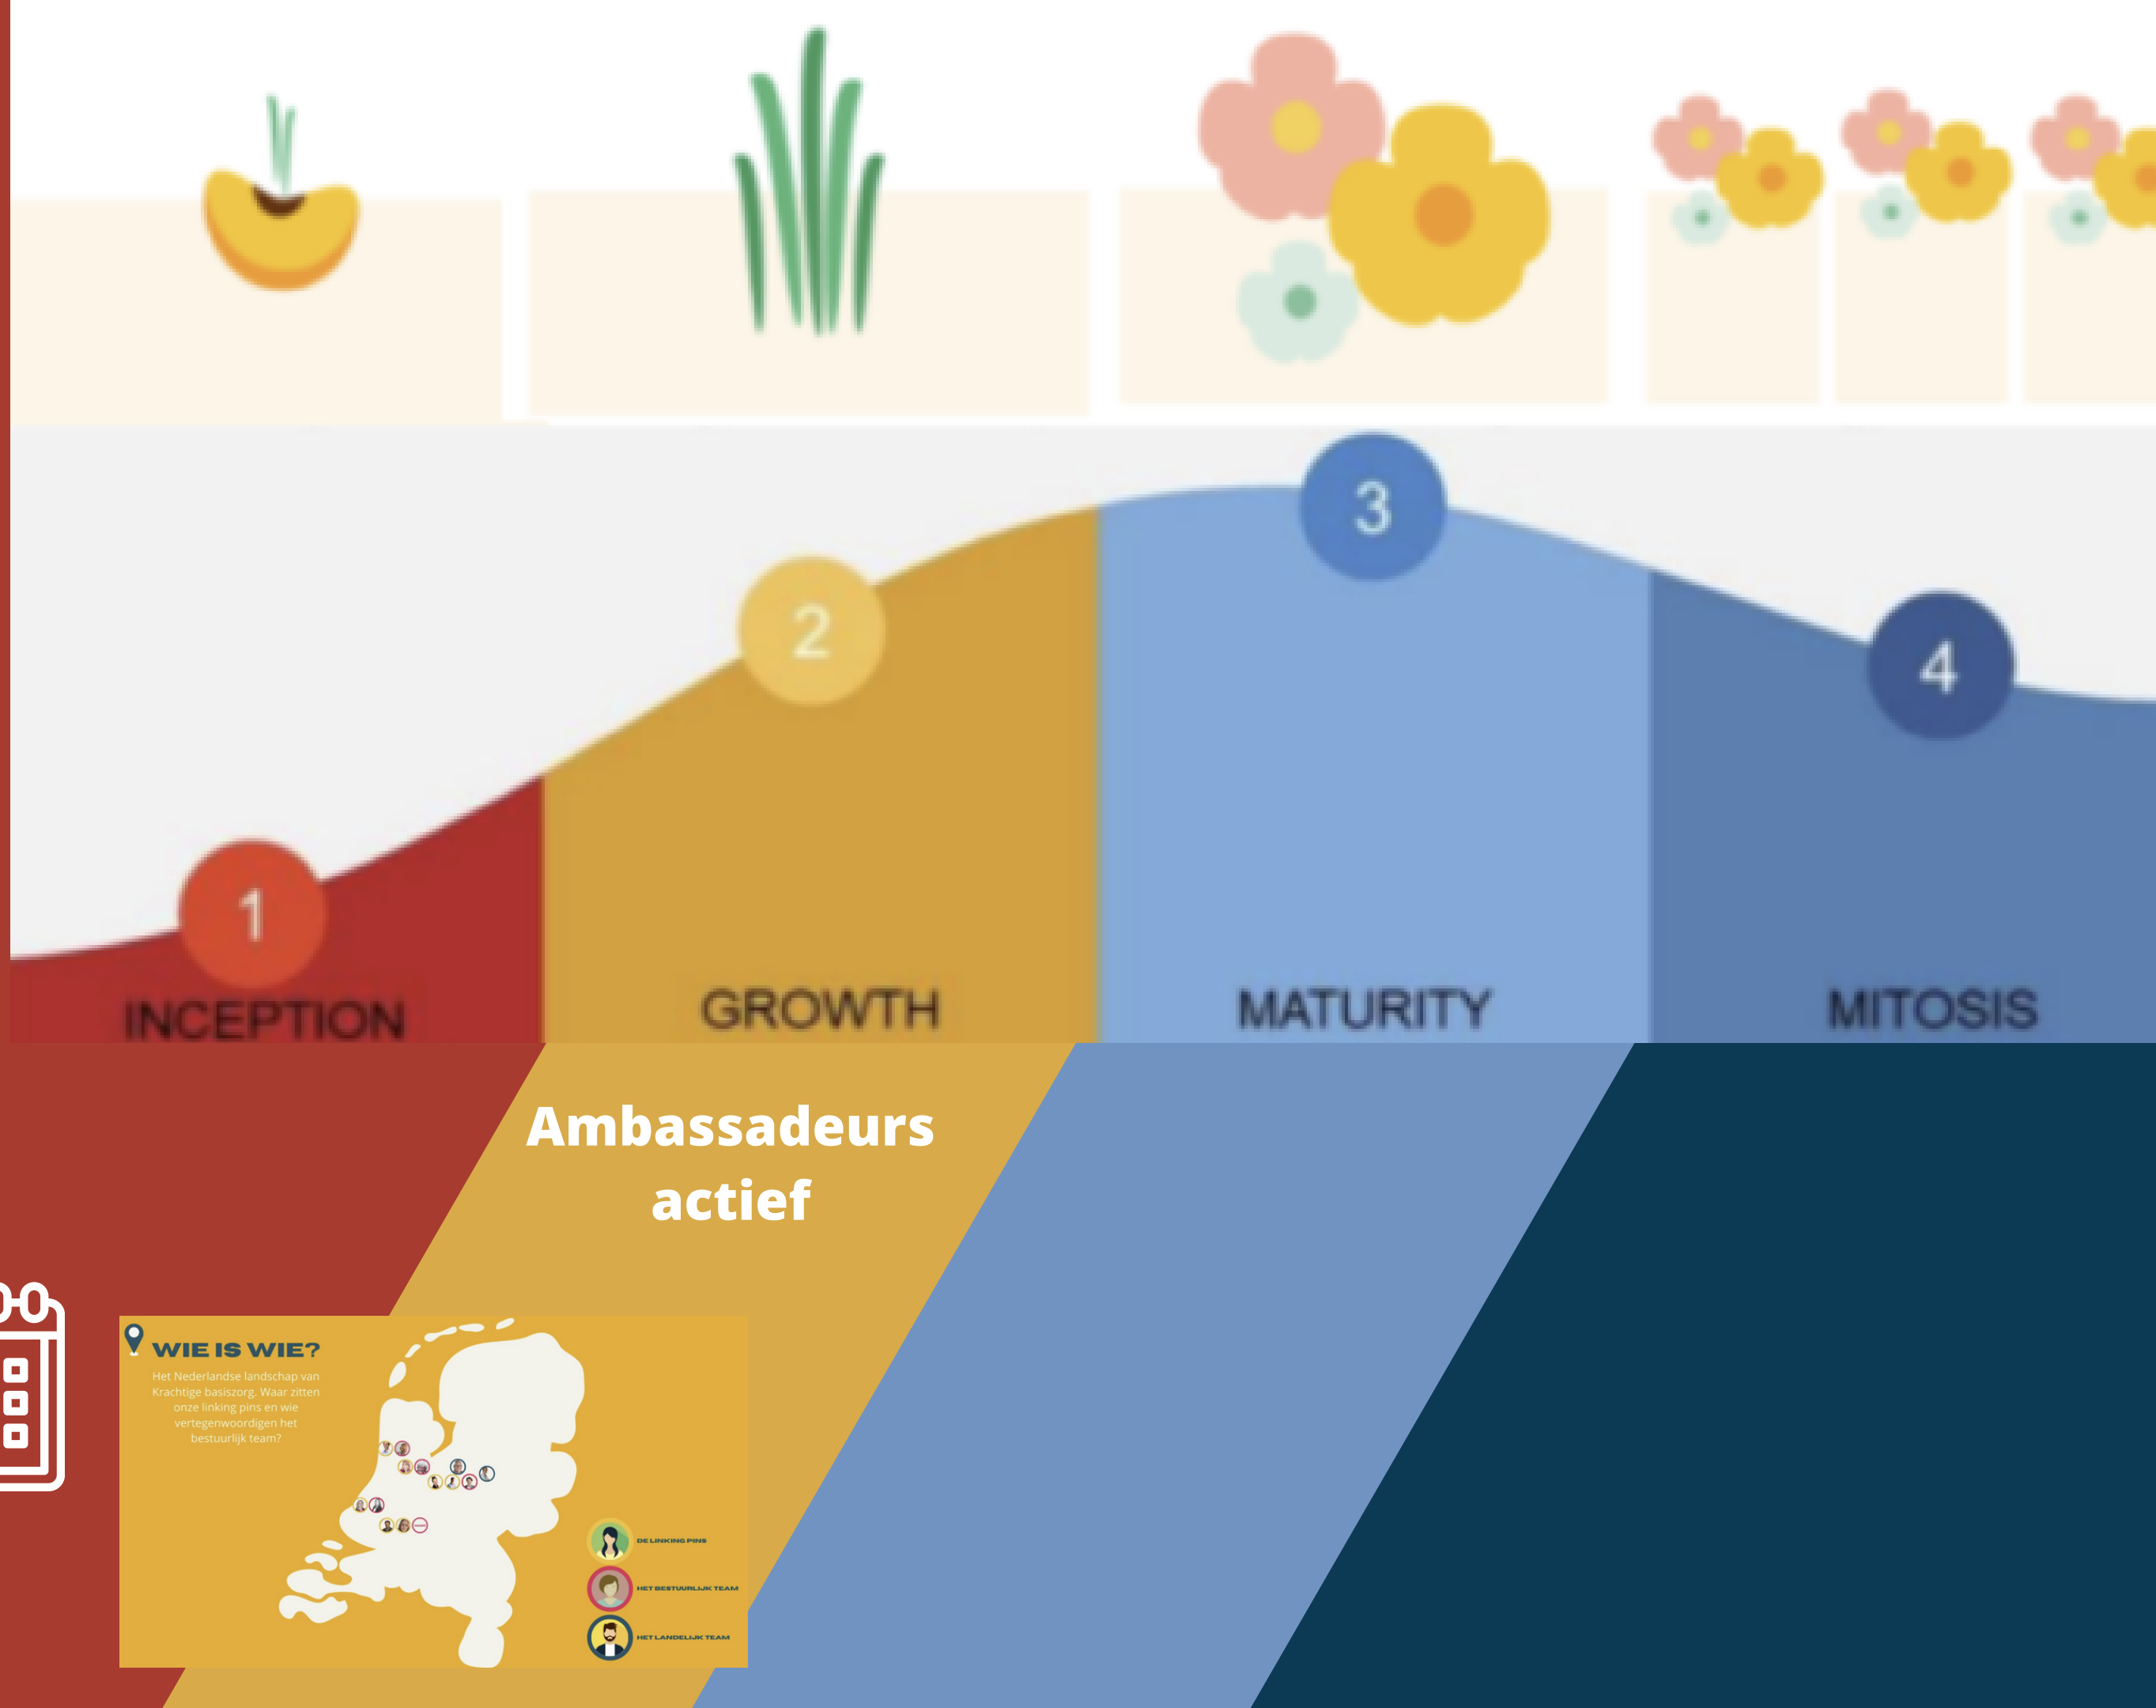 3
2
4
1
INCEPTION
GROWTH
MATURITY
MITOSIS
Ambassadeurs
actief
WIE IS WIE?
Het Nederlandse landschap van
Krachtige basiszorg. Waar zitten
onze linking pins en wie
vertegenwoordigen het
bestuurlijk team?
DE LINKING PINS
HET BESTUURLIJK TEAM
HET LANDELIJK TEAM